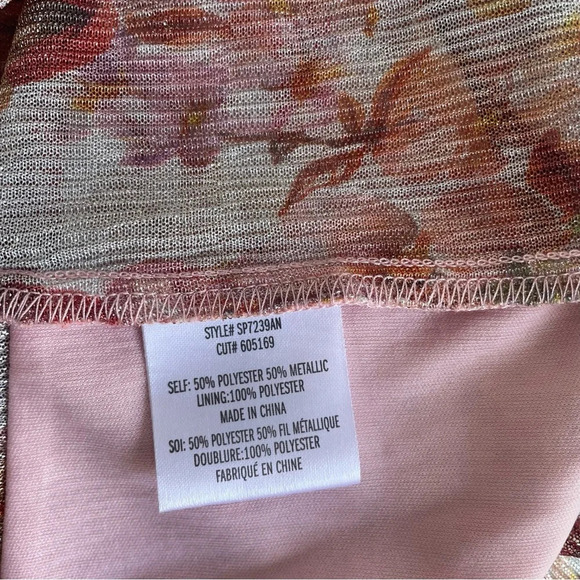 STYLE# SP7239AN
CUT# 605169
SELF: 50% POLYESTER 50% METALLIC
LINING:100% POLYESTER
MADE IN CHINA
SOI: 50% POLYESTER 50% FIL MÉTALLIQUE
DOUBLURE:100% POLYESTER
FABRIQUÉ EN CHINE